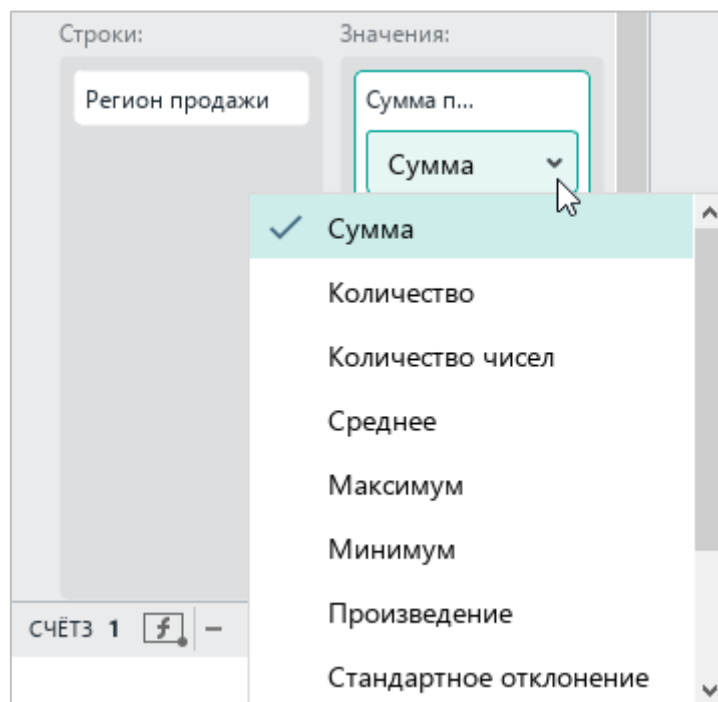 Строки: Значения:
Регион продажи Сумма п...
Сумма
Сумма
Количество
Количество чисел
Среднее
Максимум
Минимум
Произведение
СЧЁТЗ 1
Стандартное отклонение